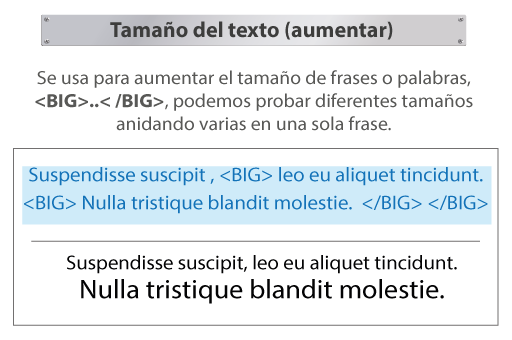 Tamaño del texto (aumentar)
Se usa para aumentar el tamaño de frases o palabras,
<BIG>..< /BIG>, podemos probar diferentes tamaños
anidando varias en una sola frase.
Suspendisse suscipit , <BIG> leo eu aliquet tincidunt.
<BIG> Nulla tristique blandit molestie.  </BIG> </BIG>
Suspendisse suscipit, leo eu aliquet tincidunt.
Nulla tristique blandit molestie.